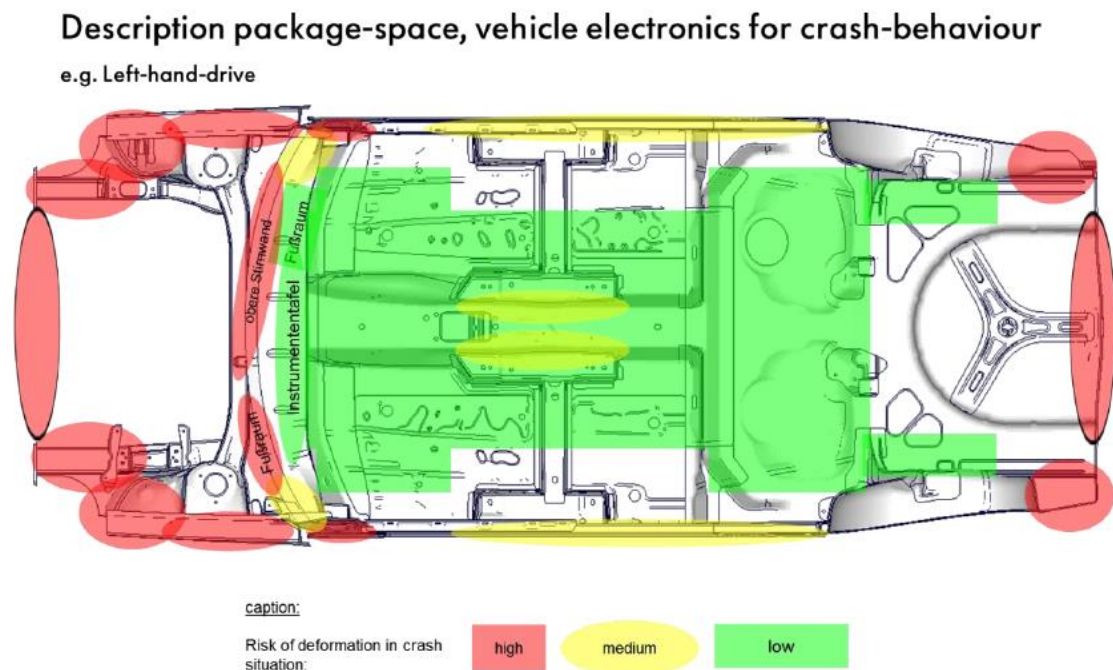 Description package-space, vehicle electronics for crash-behaviour
e.g. Left-hand-drive
obere Stirnwand
Fußraum
Instrumententafel
Fußraum
caption:
Risk of deformation in crash
situation:
high
medium
low